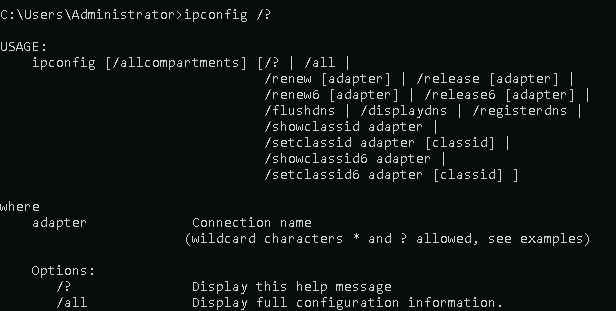 C:\Users\Administrator>ipconfig /?
USAGE:
ipconfig [/allcompartments] [/? | /all |
/renew [adapter] | /release [adapter] |
/renew6 [adapter] | /release6 [adapter] |
/flushdns | /displaydns | /registerdns |
/showclassid adapter |
/setclassid adapter [classid] |
/showclassid6 adapter |
/setclassid6 adapter [classid] ]
where
adapter Connection name
(wildcard characters * and ? allowed, see examples)
Options:
/? Display this help message
/all Display full configuration information.